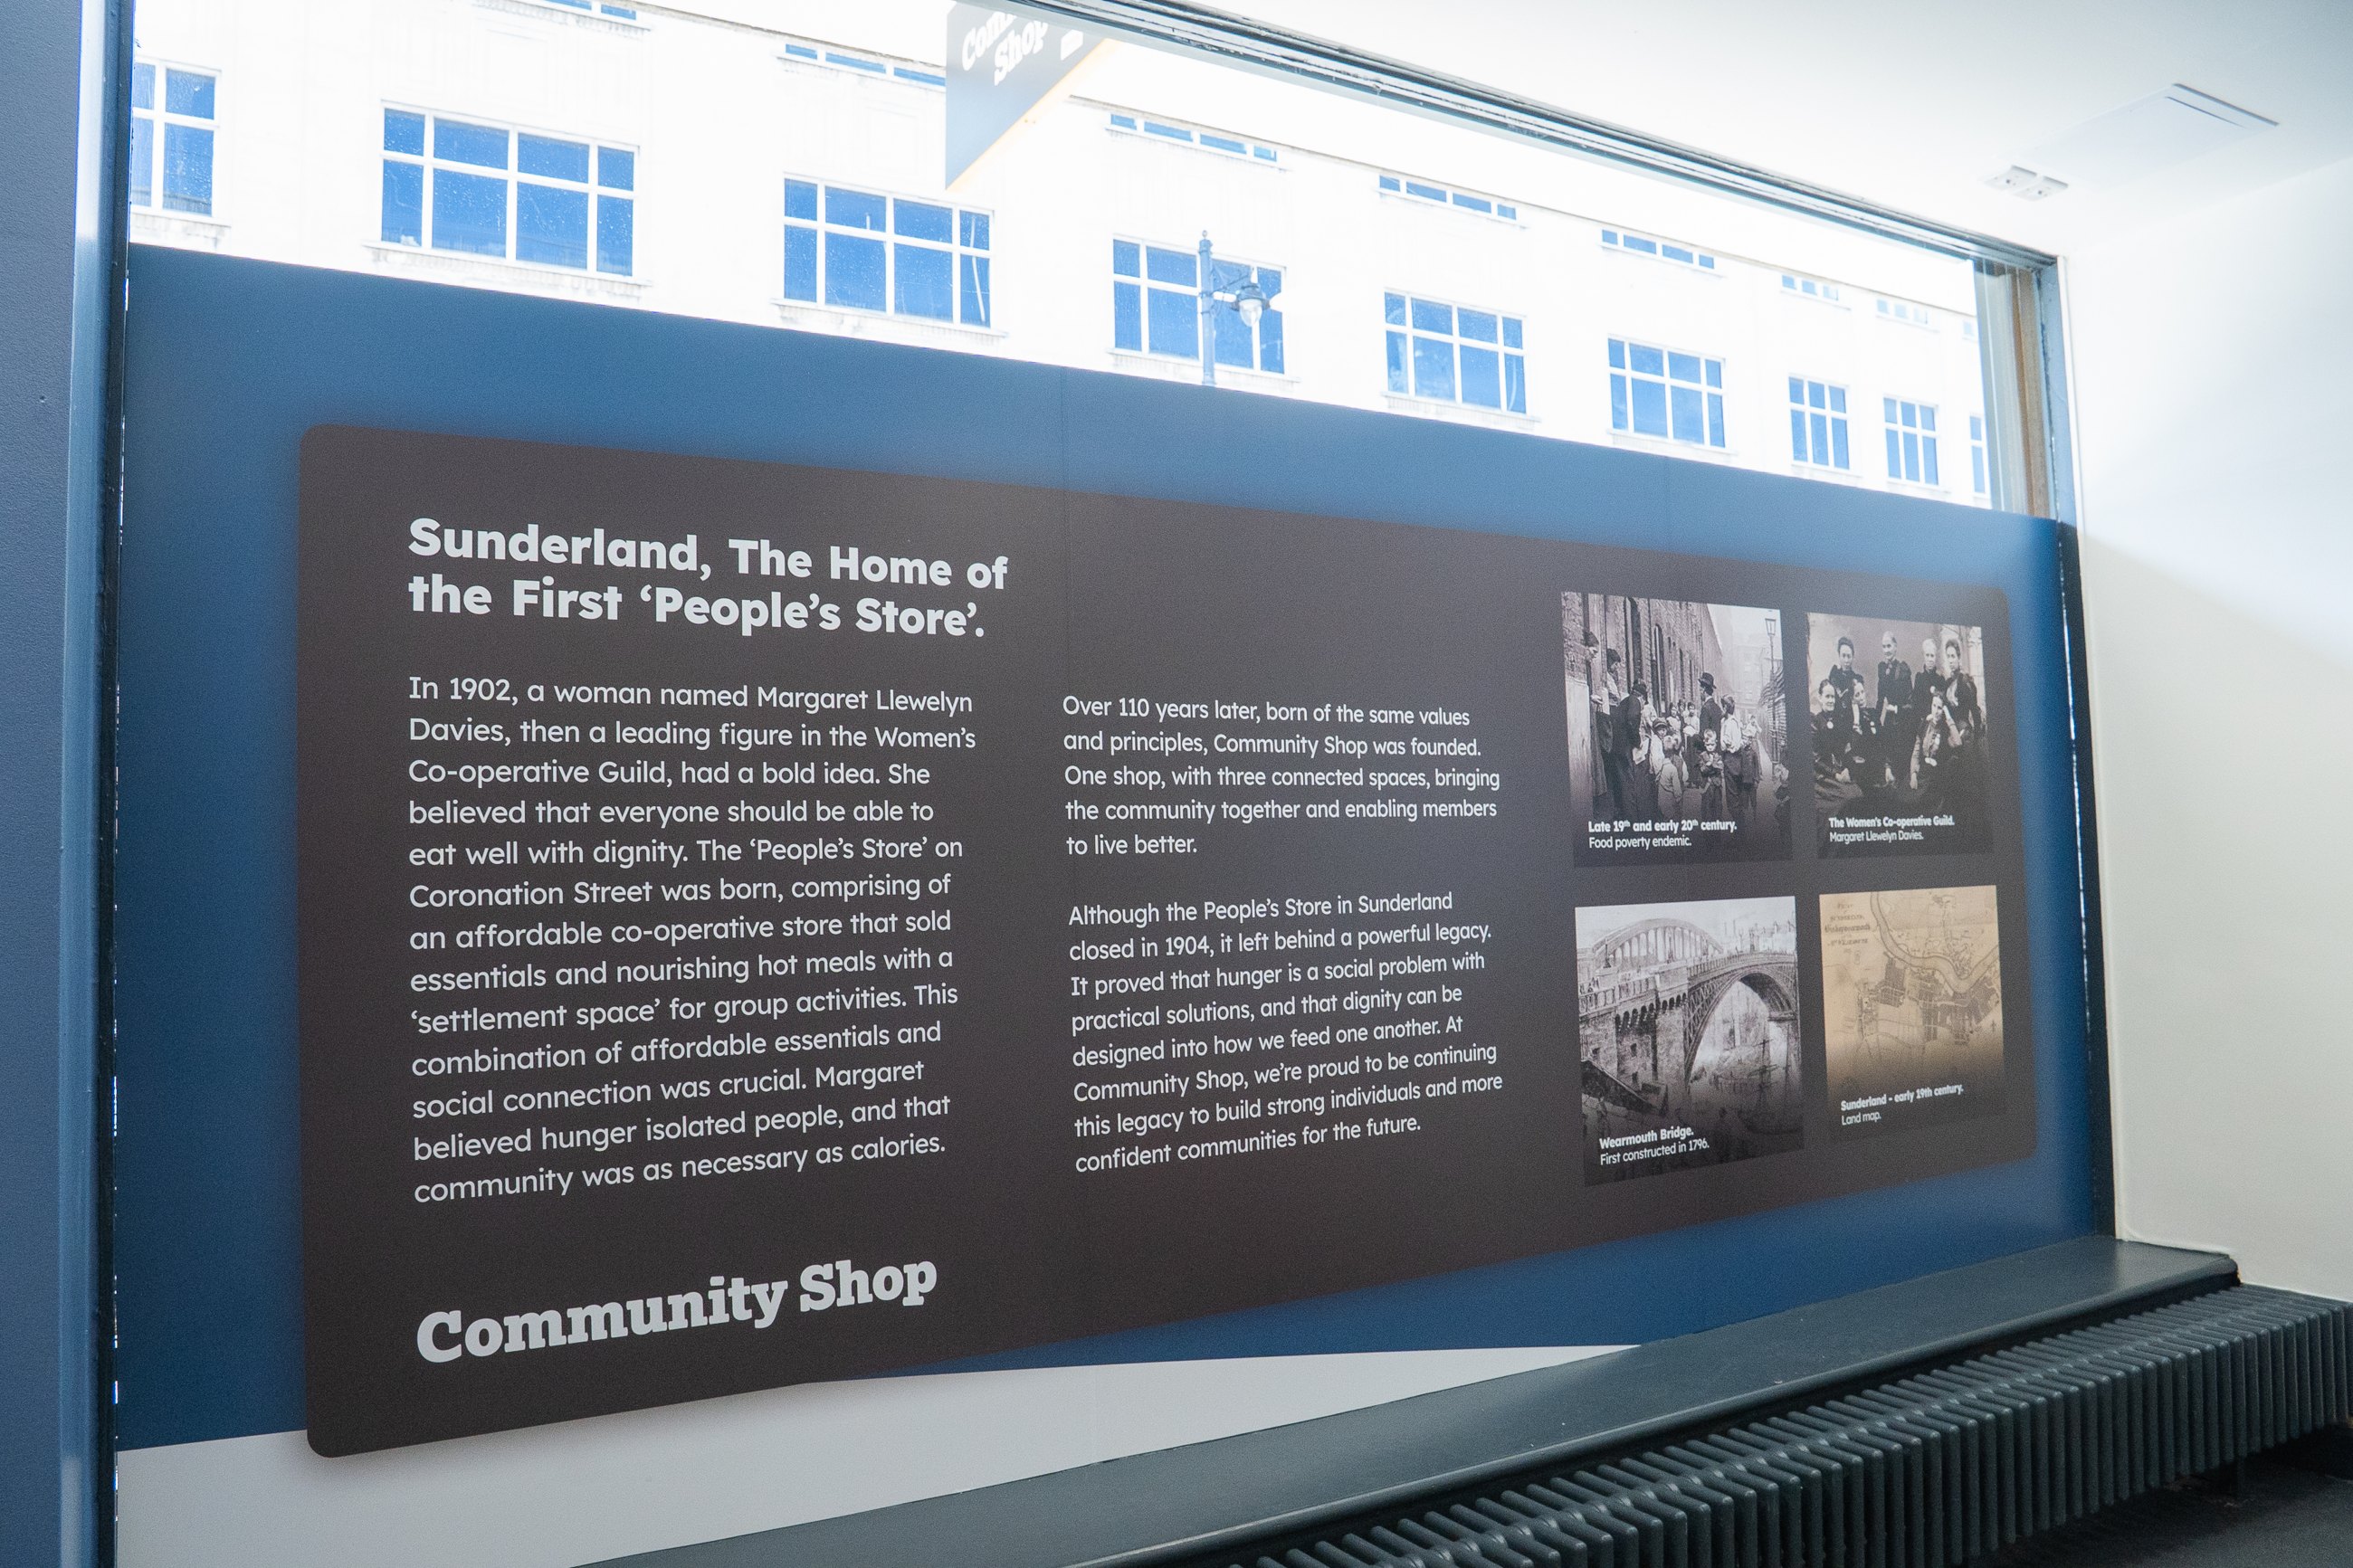 Com
Shop
Sunderland, The Home of
the First ‘People’s Store’.
In 1902, a woman named Margaret Llewelyn
Davies, then a leading figure in the Women’s
Co-operative Guild, had a bold idea. She
believed that everyone should be able to
eat well with dignity. The ‘People’s Store’ on
Coronation Street was born, comprising of
an affordable co-operative store that sold
essentials and nourishing hot meals with a
‘settlement space’ for group activities. This
combination of affordable essentials and
social connection was crucial. Margaret
believed hunger isolated people, and that
community was as necessary as calories.
Over 110 years later, born of the same values
and principles, Community Shop was founded.
One shop, with three connected spaces, bringing
the community together and enabling members
to live better.
Although the People’s Store in Sunderland
closed in 1904, it left behind a powerful legacy.
It proved that hunger is a social problem with
practical solutions, and that dignity can be
designed into how we feed one another. At
Community Shop, we’re proud to be continuing
this legacy to build strong individuals and more
confident communities for the future.
Late 19th and early 20th century.
Food poverty endemic.
The Women’s Co-operative Guild.
Margaret Llewelyn Davies.
Wearmouth Bridge.
First constructed in 1796.
Sunderland - early 19th century.
Land map.
Community Shop